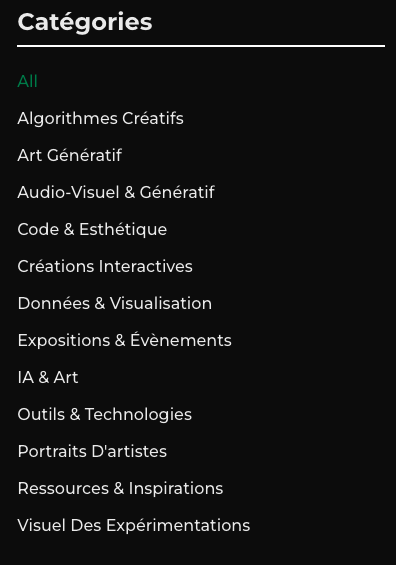 Catégories
All
Algorithmes Créatifs
Art Génératif
Audio-Visuel & Génératif
Code & Esthétique
Créations Interactives
Données & Visualisation
Expositions & Évènements
IA & Art
Outils & Technologies
Portraits D'artistes
Ressources & Inspirations
Visuel Des Expérimentations